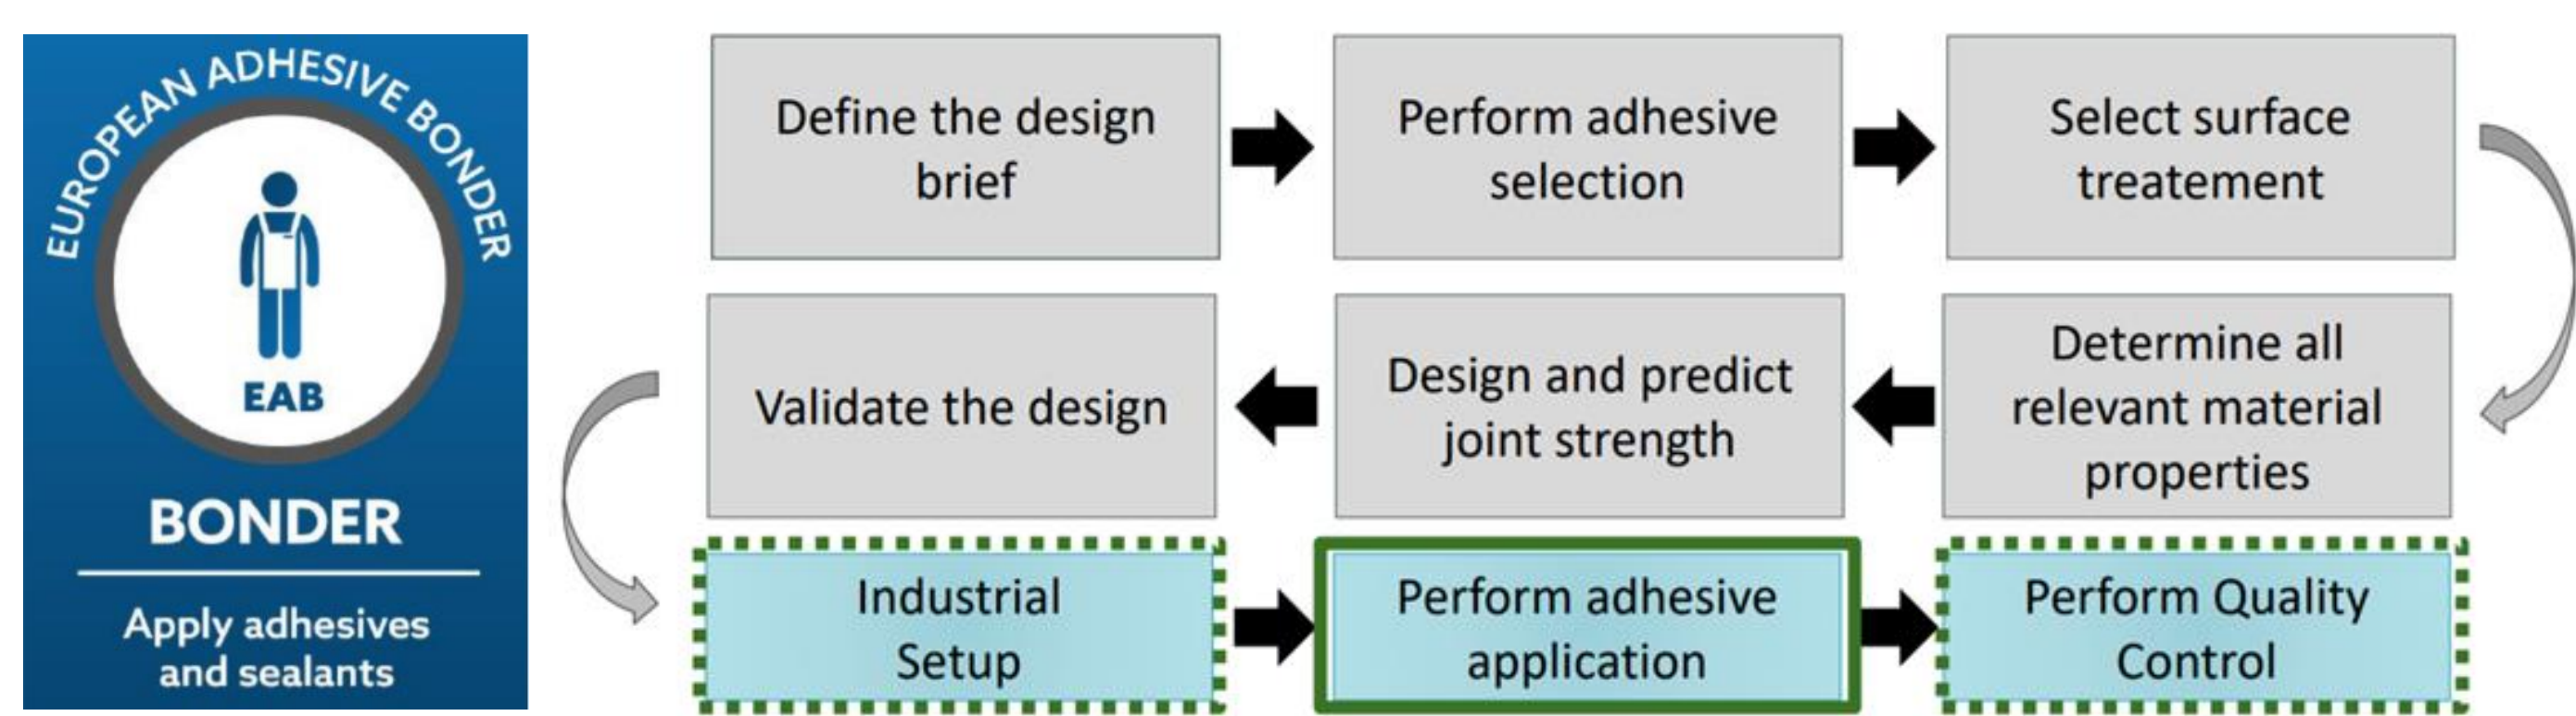 EUROPEAN ADHESIVE BONDER
EAB
BONDER
Apply adhesives
and sealants
Define the design
brief
Perform adhesive
selection
Select surface
treatement
Determine all
relevant material
properties
Design and predict
joint strength
Validate the design
Industrial
Setup
Perform adhesive
application
Perform Quality
Control